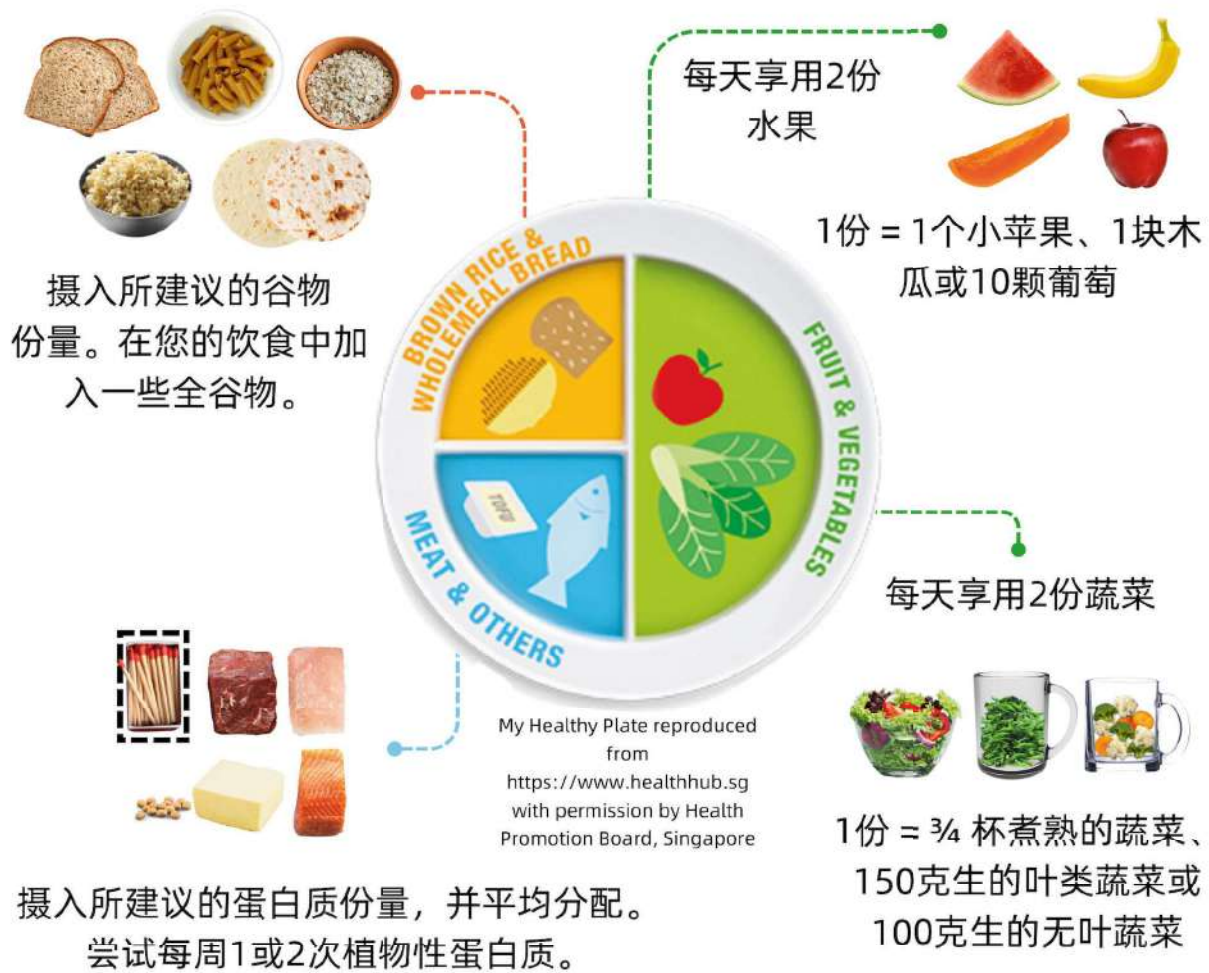 每天享用2份
水果
1份 = 1个小苹果、1块木
瓜或10颗葡萄
摄入所建议的谷物
份量。在您的饮食中加
入一些全谷物。
BROWN RICE &
WHOLEMEAL BREAD
FRUIT & VEGETABLES
TOFU
MEAT & OTHERS
每天享用2份蔬菜
My Healthy Plate reproduced
from
https://www.healthhub.sg
with permission by Health
Promotion Board, Singapore
1份 = ¾ 杯煮熟的蔬菜、
150克生的叶类蔬菜或
100克生的无叶蔬菜
摄入所建议的蛋白质份量，并平均分配。
尝试每周1或2次植物性蛋白质。